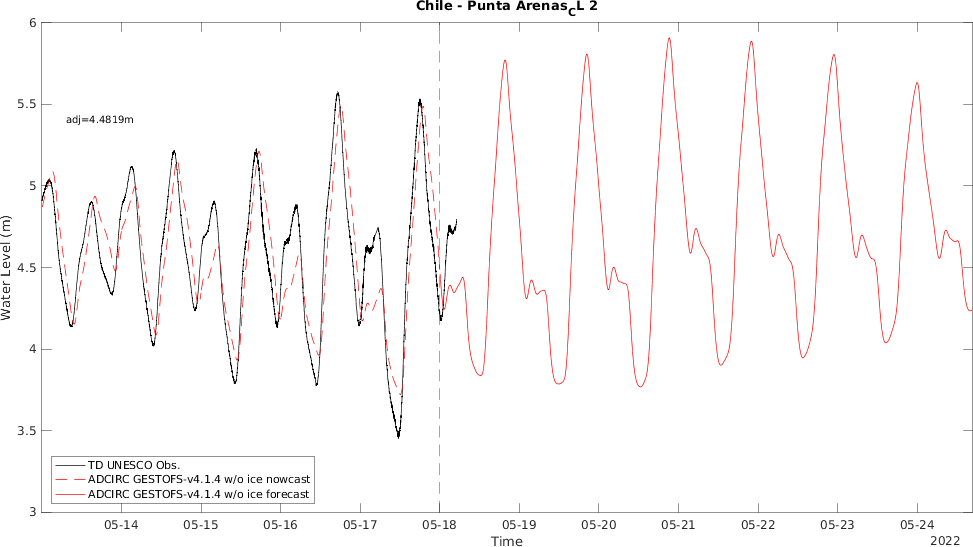 Chile - Punta Arenas_CL 2
6
5.5
adj=4.4819m
5
4.5
4
3.5
3
Water Level (m)
TD UNESCO Obs.
ADCIRC GESTOFS-v4.1.4 w/o ice nowcast
ADCIRC GESTOFS-v4.1.4 w/o ice forecast
05-14 05-15 05-16 05-17 05-18 05-19 05-20 05-21 05-22 05-23 05-24
Time
2022